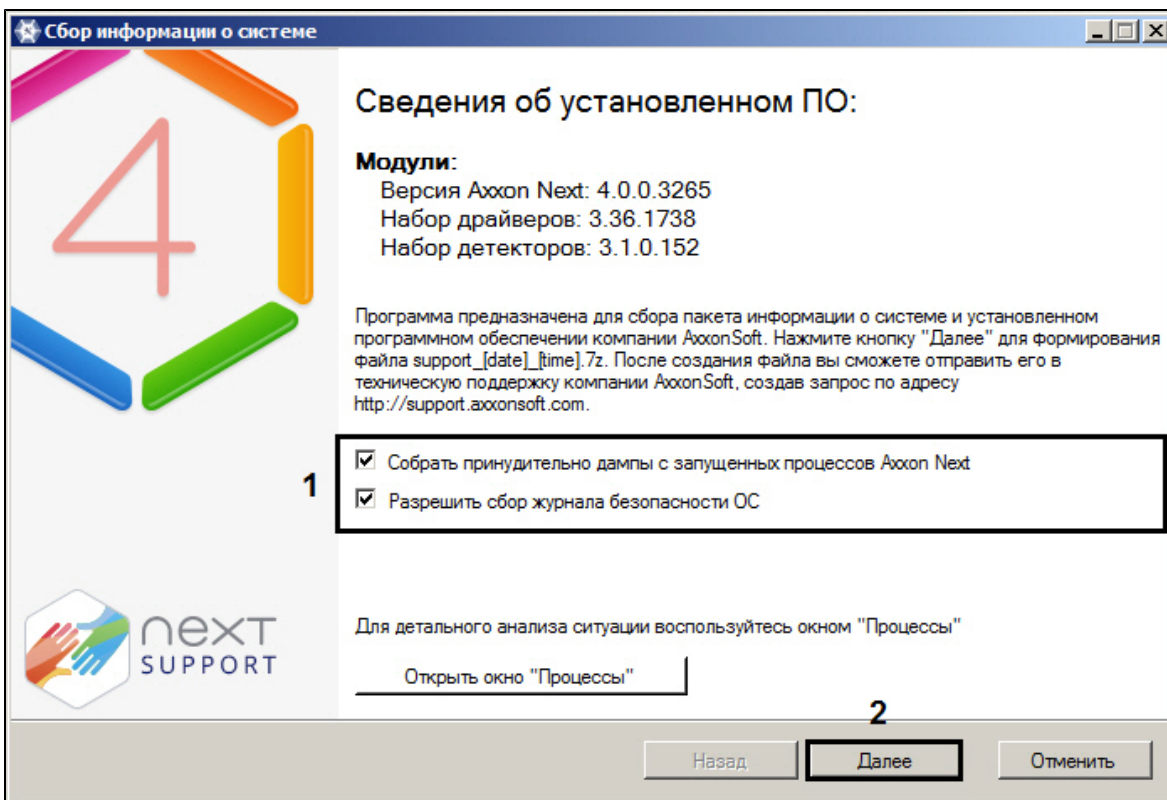 Сбор информации о системе
4
Сведения об установленном ПО:
Модули:
Версия Axxon Next: 4.0.0.3265
Набор драйверов: 3.36.1738
Набор детекторов: 3.1.0.152
Программа предназначена для сбора пакета информации о системе и установленном
программном обеспечении компании AxxonSoft. Нажмите кнопку "Далее" для формирования
файла support_[date]_[time].7z. После создания файла вы сможете отправить его в
техническую поддержку компании AxxonSoft, создав запрос по адресу
http://support.axxonsoft.com.
1
Собрать принудительно дампы с запущенных процессов Axxon Next
Разрешить сбор журнала безопасности ОС
next
SUPPORT
Для детального анализа ситуации воспользуйтесь окном "Процессы"
Открыть окно "Процессы"
2
Назад
Далее
Отменить